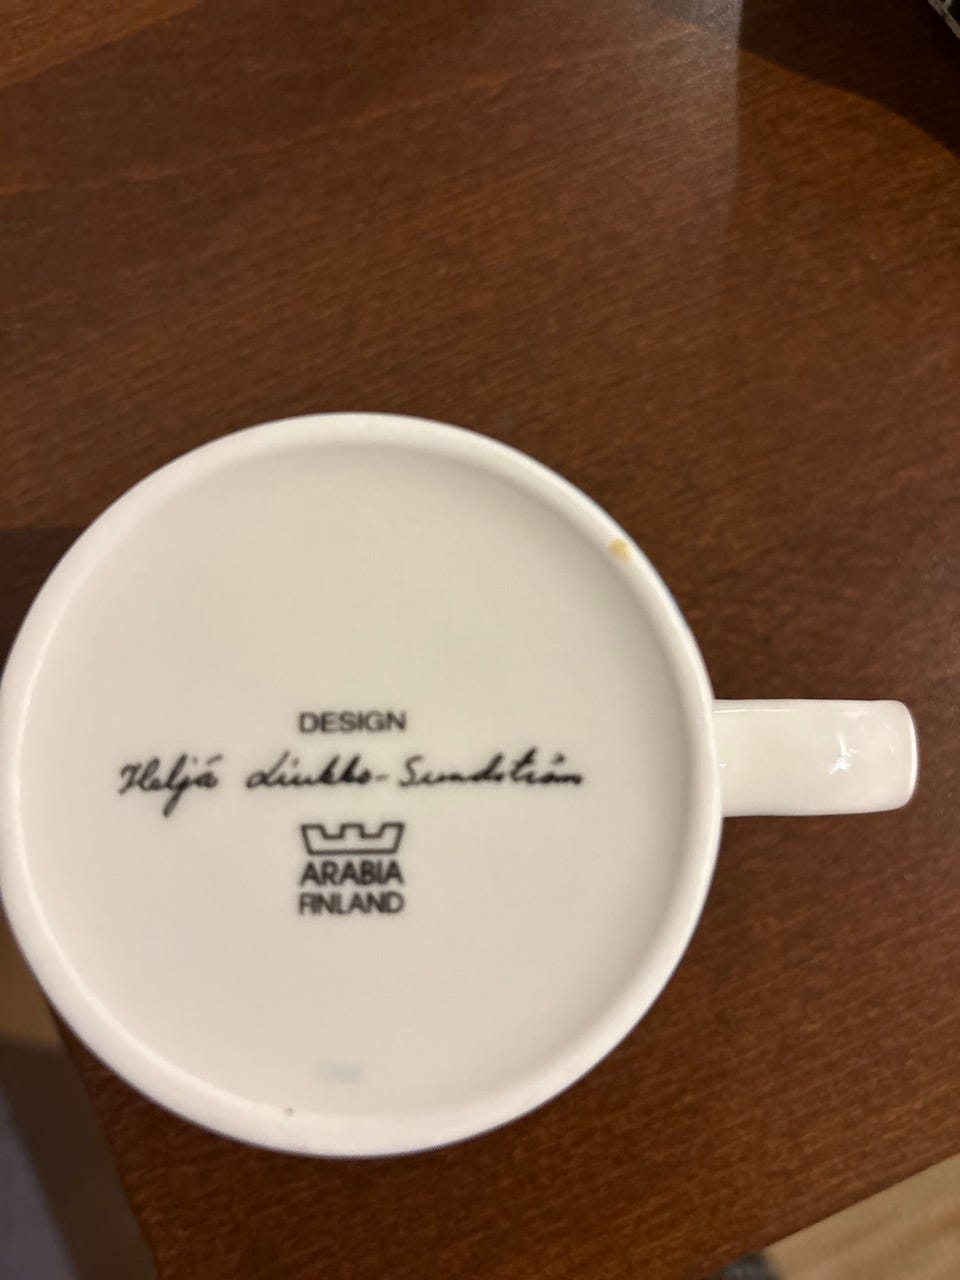 DESIGN
Heljä Liukko-Sundström
ARABIA
FINLAND